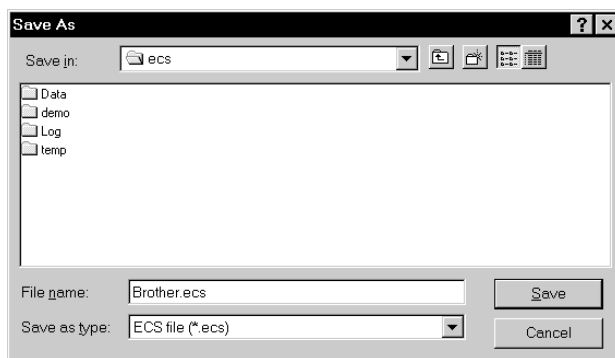 Save As
Save in: ecs
Data
demo
Log
temp
File name: Brother.ecs Save
Save as type: ECS file (*.ecs) Cancel